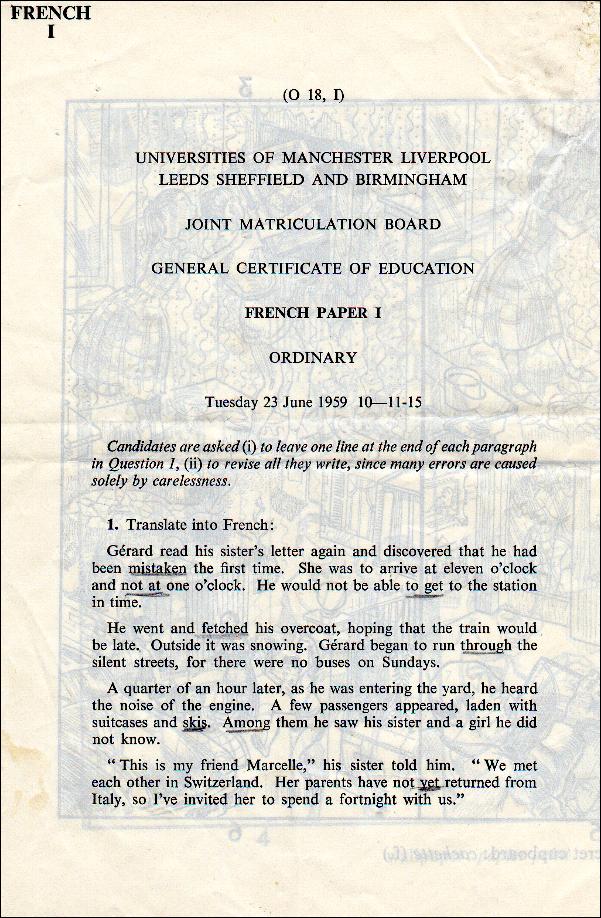 FRENCH
I
(O 18, I)
UNIVERSITIES OF MANCHESTER LIVERPOOL
LEEDS SHEFFIELD AND BIRMINGHAM
JOINT MATRICULATION BOARD
GENERAL CERTIFICATE OF EDUCATION
FRENCH PAPER I
ORDINARY
Tuesday 23 June 1959 10—11-15
Candidates are asked (i) to leave one line at the end of each paragraph
in Question 1, (ii) to revise all they write, since many errors are caused
solely by carelessness.
1. Translate into French:
Gérard read his sister's letter again and discovered that he had
been mistaken the first time. She was to arrive at eleven o'clock
and not at one o'clock. He would not be able to get to the station
in time.
He went and fetched his overcoat, hoping that the train would
be late. Outside it was snowing. Gérard began to run through the
silent streets, for there were no buses on Sundays.
A quarter of an hour later, as he was entering the yard, he heard
the noise of the engine. A few passengers appeared, laden with
suitcases and skis. Among them he saw his sister and a girl he did
not know.
"This is my friend Marcelle," his sister told him. "We met
each other in Switzerland. Her parents have not yet returned from
Italy, so I've invited her to spend a fortnight with us."
3
6 4
cret cupboard: cachette (f.)